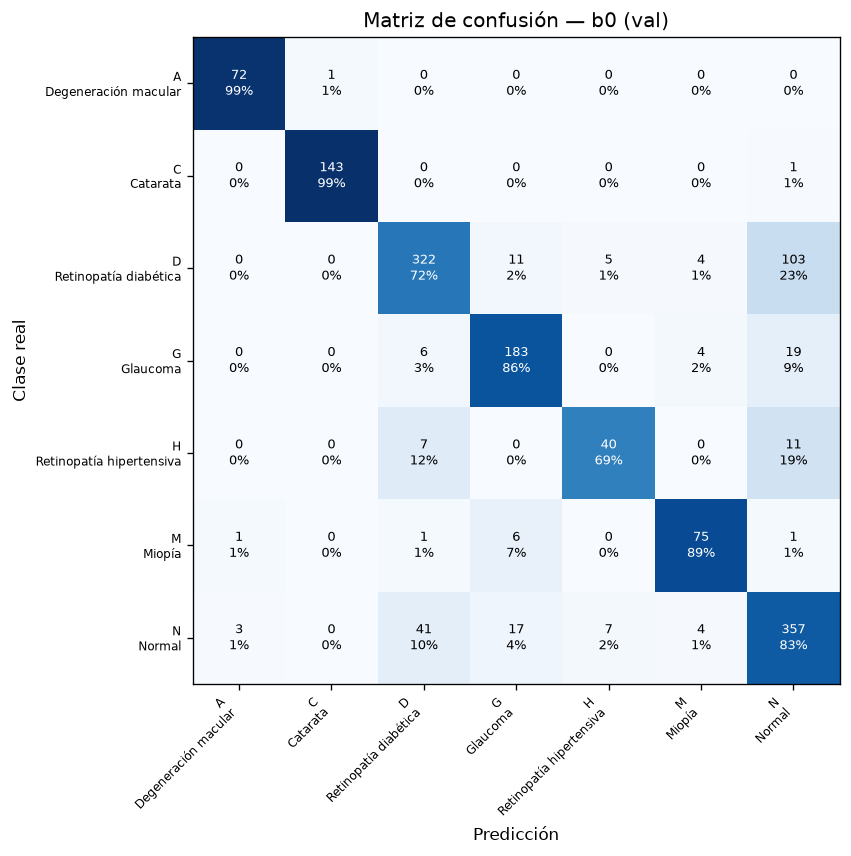 Matriz de confusión — b0 (val)
A
Degeneración macular
72 1 0 0 0 0 0
99% 1% 0% 0% 0% 0% 0%
C
Catarata
0 143 0 0 0 0 1
0% 99% 0% 0% 0% 0% 1%
D
Retinopatía diabética
0 0 322 11 5 4 103
0% 0% 72% 2% 1% 1% 23%
G
Glaucoma
0 0 6 183 0 4 19
0% 0% 3% 86% 0% 2% 9%
H
Retinopatía hipertensiva
0 0 7 0 40 0 11
0% 0% 12% 0% 69% 0% 19%
M
Miopía
1 0 1 6 0 75 1
1% 0% 1% 7% 0% 89% 1%
N
Normal
3 0 41 17 7 4 357
1% 0% 10% 4% 2% 1% 83%
Clase real
A
Degeneración macular
C
Catarata
D
Retinopatía diabética
G
Glaucoma
H
Retinopatía hipertensiva
M
Miopía
N
Normal
Predicción